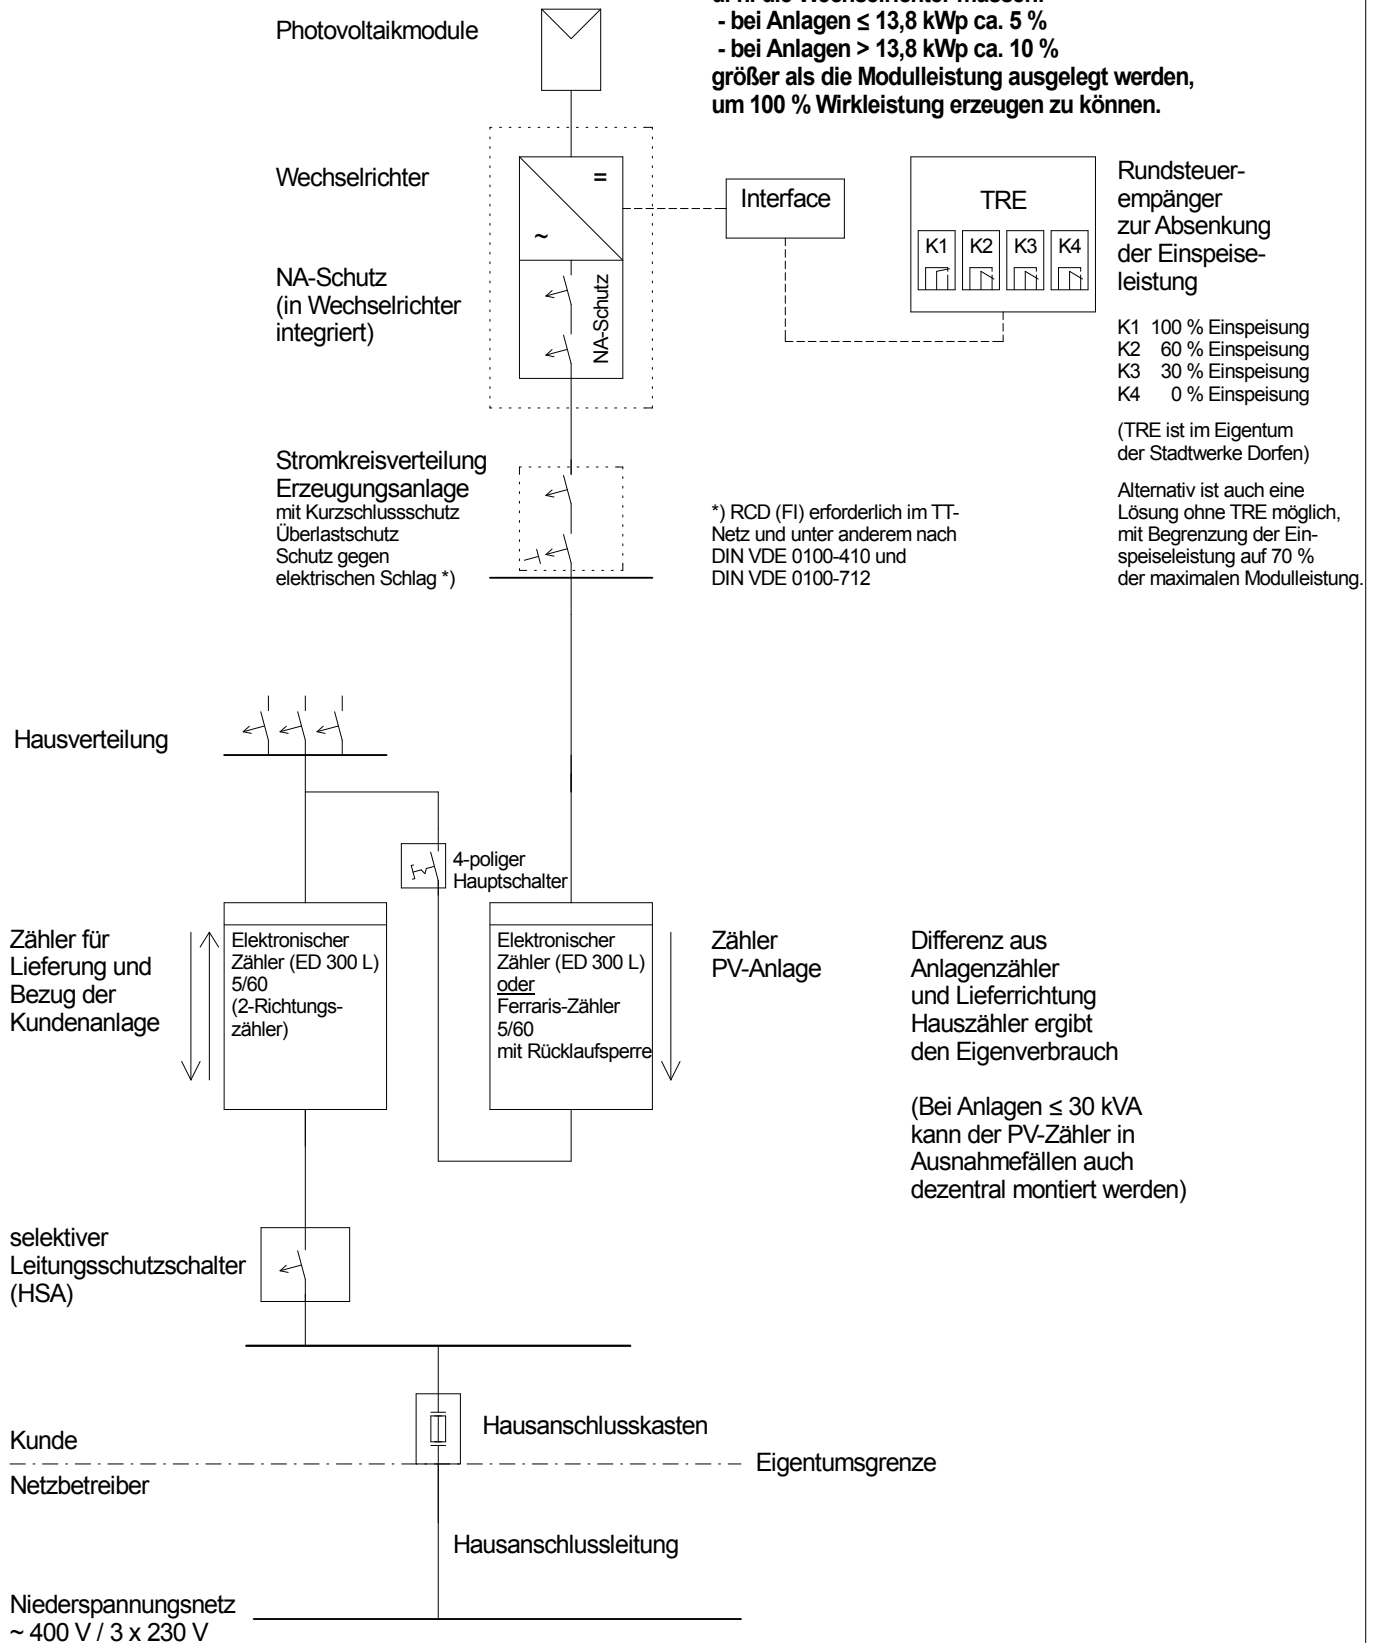 - bei Anlagen ≤ 13,8 kWp ca. 5 %
- bei Anlagen > 13,8 kWp ca. 10 %
größer als die Modulleistung ausgelegt werden,
um 100 % Wirkleistung erzeugen zu können.
Photovoltaikmodule
Wechselrichter
=
~
NA-Schutz
(in Wechselrichter
integriert)
NA-Schutz
Interface
TRE
K1 K2 K3 K4
Rundsteuer-
empänger
zur Absenkung
der Einspeise-
leistung
K1 100 % Einspeisung
K2 60 % Einspeisung
K3 30 % Einspeisung
K4 0 % Einspeisung
(TRE ist im Eigentum
der Stadtwerke Dorfen)
Alternativ ist auch eine
Lösung ohne TRE möglich,
mit Begrenzung der Ein-
speiseleistung auf 70 %
der maximalen Modulleistung.
Stromkreisverteilung
Erzeugungsanlage
mit Kurzschlussschutz
Überlastschutz
Schutz gegen
elektrischen Schlag *)
*) RCD (FI) erforderlich im TT-
Netz und unter anderem nach
DIN VDE 0100-410 und
DIN VDE 0100-712
Hausverteilung
4-poliger
Hauptschalter
Zähler für
Lieferung und
Bezug der
Kundenanlage
Elektronischer
Zähler (ED 300 L)
5/60
(2-Richtungs-
zähler)
Elektronischer
Zähler (ED 300 L)
oder
Ferraris-Zähler
5/60
mit Rücklaufsperre
Zähler
PV-Anlage
Differenz aus
Anlagenzähler
und Lieferrichtung
Hauszähler ergibt
den Eigenverbrauch
(Bei Anlagen ≤ 30 kVA
kann der PV-Zähler in
Ausnahmefällen auch
dezentral montiert werden)
selektiver
Leitungsschutzschalter
(HSA)
Hausanschlusskasten
Kunde
Eigentumsgrenze
Netzbetreiber
Hausanschlussleitung
Niederspannungsnetz
~ 400 V / 3 x 230 V